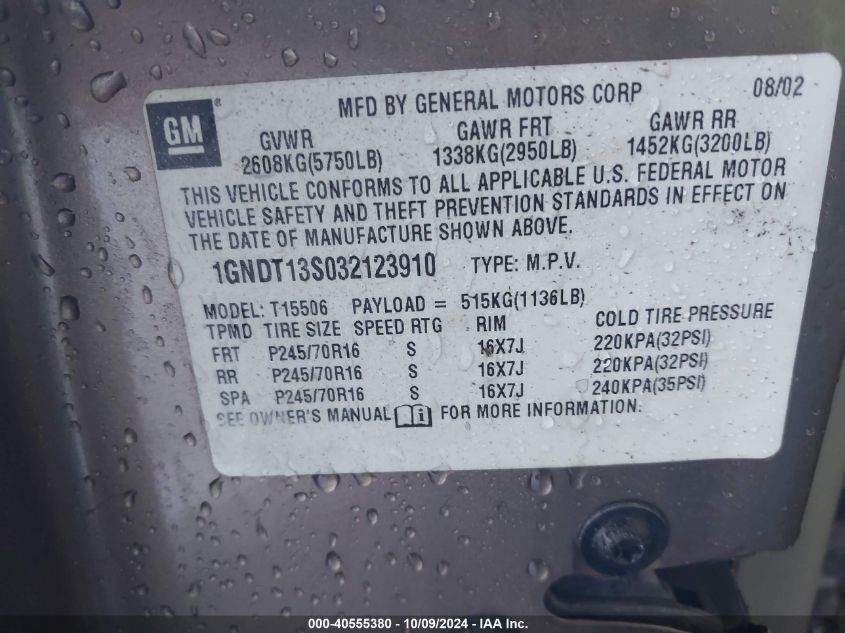 GM
MFD BY GENERAL MOTORS CORP 08/02
GVWR GAWR FRT GAWR RR
2608KG(5750LB) 1338KG(2950LB) 1452KG(3200LB)
THIS VEHICLE CONFORMS TO ALL APPLICABLE U.S. FEDERAL MOTOR
VEHICLE SAFETY AND THEFT PREVENTION STANDARDS IN EFFECT ON
THE DATE OF MANUFACTURE SHOWN ABOVE.
1GNDT13S032123910 TYPE: M.P.V.
MODEL: T15506 PAYLOAD = 515KG(1136LB)
TPMD TIRE SIZE SPEED RTG RIM COLD TIRE PRESSURE
FRT P245/70R16 S 16X7J 220KPA(32PSI)
RR P245/70R16 S 16X7J 220KPA(32PSI)
SPA P245/70R16 S 16X7J 240KPA(35PSI)
SEE OWNER'S MANUAL FOR MORE INFORMATION.
000-40555380 - 10/09/2024 - IAA Inc.